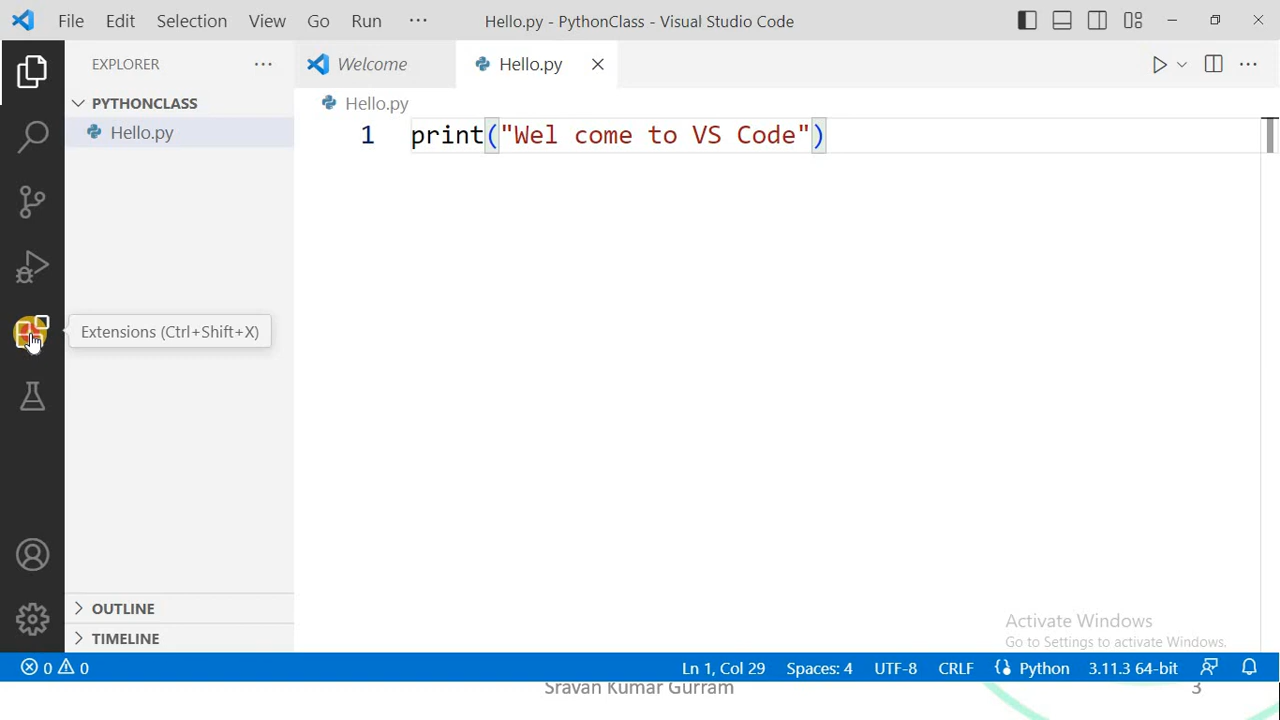 File Edit Selection View Go Run ··· Hello.py - PythonClass - Visual Studio Code
EXPLORER ···
Welcome Hello.py
PYTHONCLASS
Hello.py
Hello.py
1 print("Wel come to VS Code")
Extensions (Ctrl+Shift+X)
OUTLINE
TIMELINE
Activate Windows
Go to Settings to activate Windows.
0 0 Ln 1, Col 29 Spaces: 4 UTF-8 CRLF Python 3.11.3 64-bit
Sravan Kumar Gurram 3